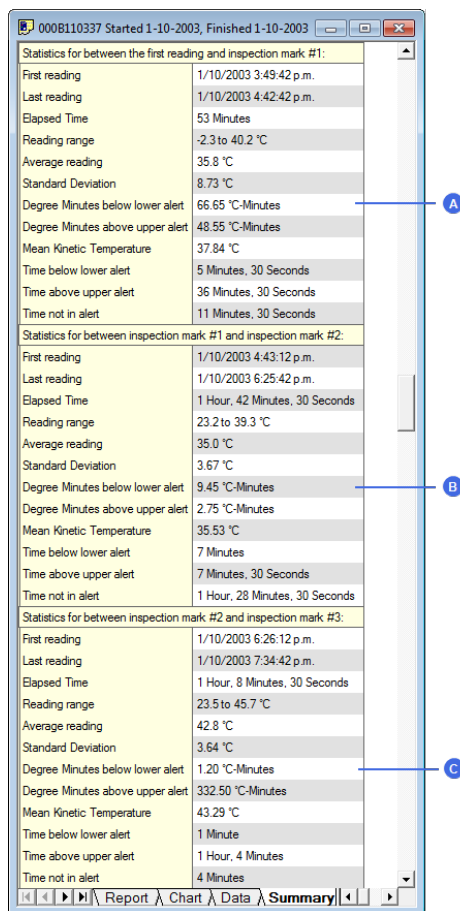 000B110337 Started 1-10-2003, Finished 1-10-2003
Statistics for between the first reading and inspection mark #1:
First reading 1/10/2003 3:49:42 p.m.
Last reading 1/10/2003 4:42:42 p.m.
Elapsed Time 53 Minutes
Reading range -2.3 to 40.2 °C
Average reading 35.8 °C
Standard Deviation 8.73 °C
Degree Minutes below lower alert 66.65 °C-Minutes A
Degree Minutes above upper alert 48.55 °C-Minutes
Mean Kinetic Temperature 37.84 °C
Time below lower alert 5 Minutes, 30 Seconds
Time above upper alert 36 Minutes, 30 Seconds
Time not in alert 11 Minutes, 30 Seconds
Statistics for between inspection mark #1 and inspection mark #2:
First reading 1/10/2003 4:43:12 p.m.
Last reading 1/10/2003 6:25:42 p.m.
Elapsed Time 1 Hour, 42 Minutes, 30 Seconds
Reading range 23.2 to 39.3 °C
Average reading 35.0 °C
Standard Deviation 3.67 °C
Degree Minutes below lower alert 9.45 °C-Minutes B
Degree Minutes above upper alert 2.75 °C-Minutes
Mean Kinetic Temperature 35.53 °C
Time below lower alert 7 Minutes
Time above upper alert 7 Minutes, 30 Seconds
Time not in alert 1 Hour, 28 Minutes, 30 Seconds
Statistics for between inspection mark #2 and inspection mark #3:
First reading 1/10/2003 6:26:12 p.m.
Last reading 1/10/2003 7:34:42 p.m.
Elapsed Time 1 Hour, 8 Minutes, 30 Seconds
Reading range 23.5 to 45.7 °C
Average reading 42.8 °C
Standard Deviation 3.64 °C
Degree Minutes below lower alert 1.20 °C-Minutes C
Degree Minutes above upper alert 332.50 °C-Minutes
Mean Kinetic Temperature 43.29 °C
Time below lower alert 1 Minute
Time above upper alert 1 Hour, 4 Minutes
Time not in alert 4 Minutes
Report Chart Data Summary